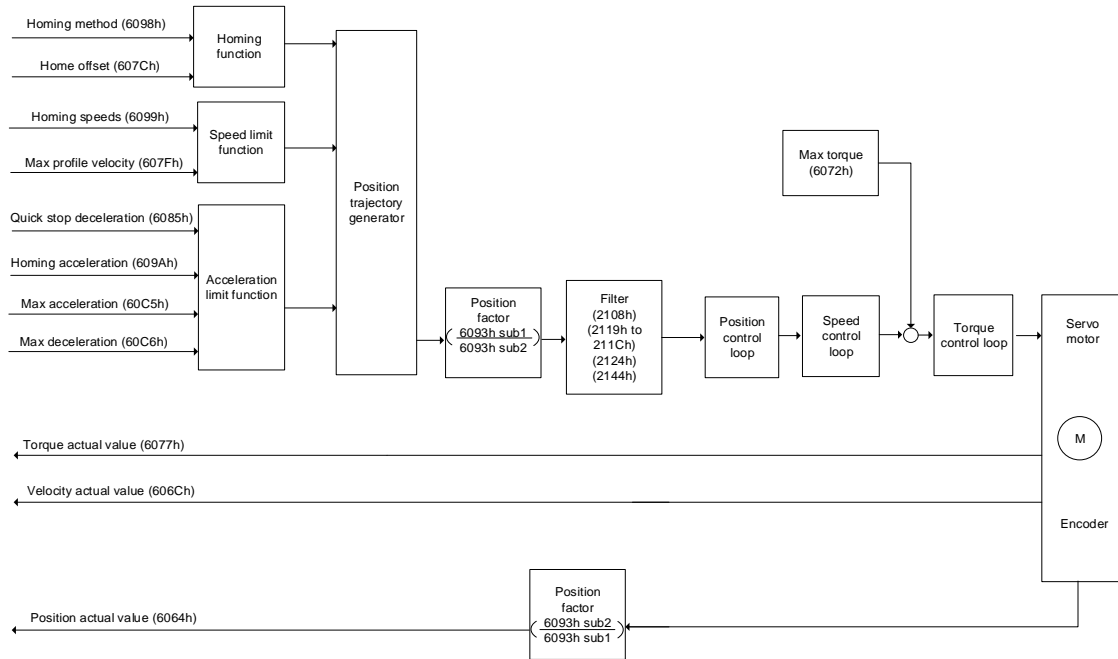 Homing method (6098h)
Home offset (607Ch)
Homing
function
Homing speeds (6099h)
Max profile velocity (607Fh)
Speed limit
function
Quick stop deceleration (6085h)
Homing acceleration (609Ah)
Max acceleration (60C5h)
Max deceleration (60C6h)
Acceleration
limit function
Position
trajectory
generator
Position
factor
( 6093h sub1 )
6093h sub2
Filter
(2108h)
(2119h to
211Ch)
(2124h)
(2144h)
Position
control
loop
Speed
control
loop
Max torque
(6072h)
Torque
control loop
Servo
motor
M
Encoder
Torque actual value (6077h)
Velocity actual value (606Ch)
Position actual value (6064h)
Position
factor
( 6093h sub2 )
6093h sub1